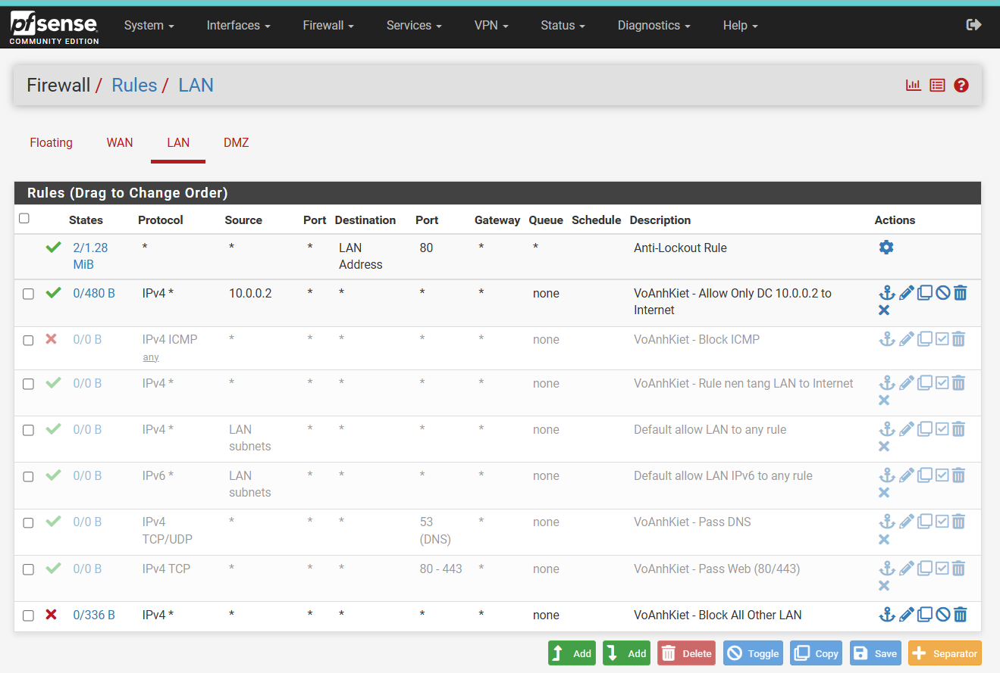 pfsense
COMMUNITY EDITION
System Interfaces Firewall Services VPN Status Diagnostics Help
Firewall / Rules / LAN
Floating WAN LAN DMZ
Rules (Drag to Change Order)
States Protocol Source Port Destination Port Gateway Queue Schedule Description Actions
2/1.28 * * * LAN 80 * * Anti-Lockout Rule
MiB Address
0/480 B IPv4 * 10.0.0.2 * * * * none VoAnhKiet - Allow Only DC 10.0.0.2 to
Internet
0/0 B IPv4 ICMP * * * * * none VoAnhKiet - Block ICMP
any
0/0 B IPv4 * * * * * * none VoAnhKiet - Rule nen tang LAN to Internet
0/0 B IPv4 * LAN * * * * none Default allow LAN to any rule
subnets
0/0 B IPv6 * LAN * * * * none Default allow LAN IPv6 to any rule
subnets
0/0 B IPv4 * * * 53 * none VoAnhKiet - Pass DNS
TCP/UDP (DNS)
0/0 B IPv4 TCP * * * 80 - 443 * none VoAnhKiet - Pass Web (80/443)
0/336 B IPv4 * * * * * * none VoAnhKiet - Block All Other LAN
Add Add Delete Toggle Copy Save Separator